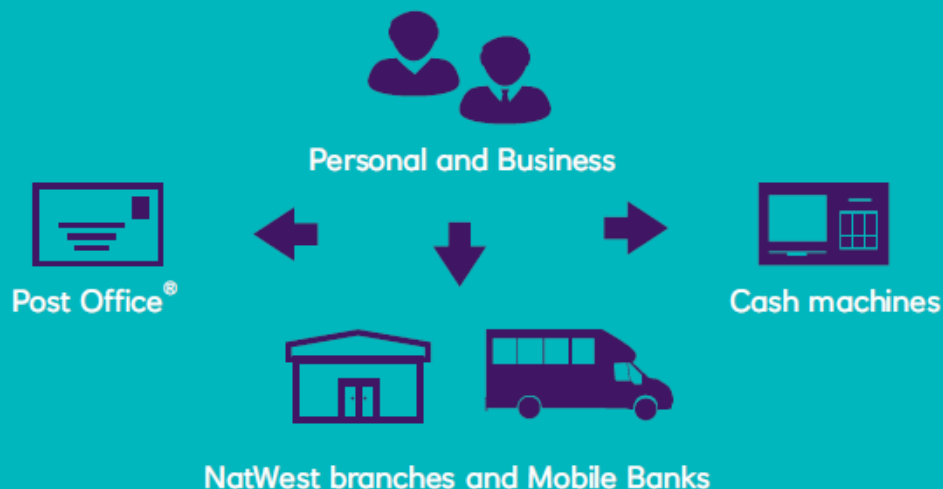 Personal and Business
Post Office®
Cash machines
NatWest branches and Mobile Banks